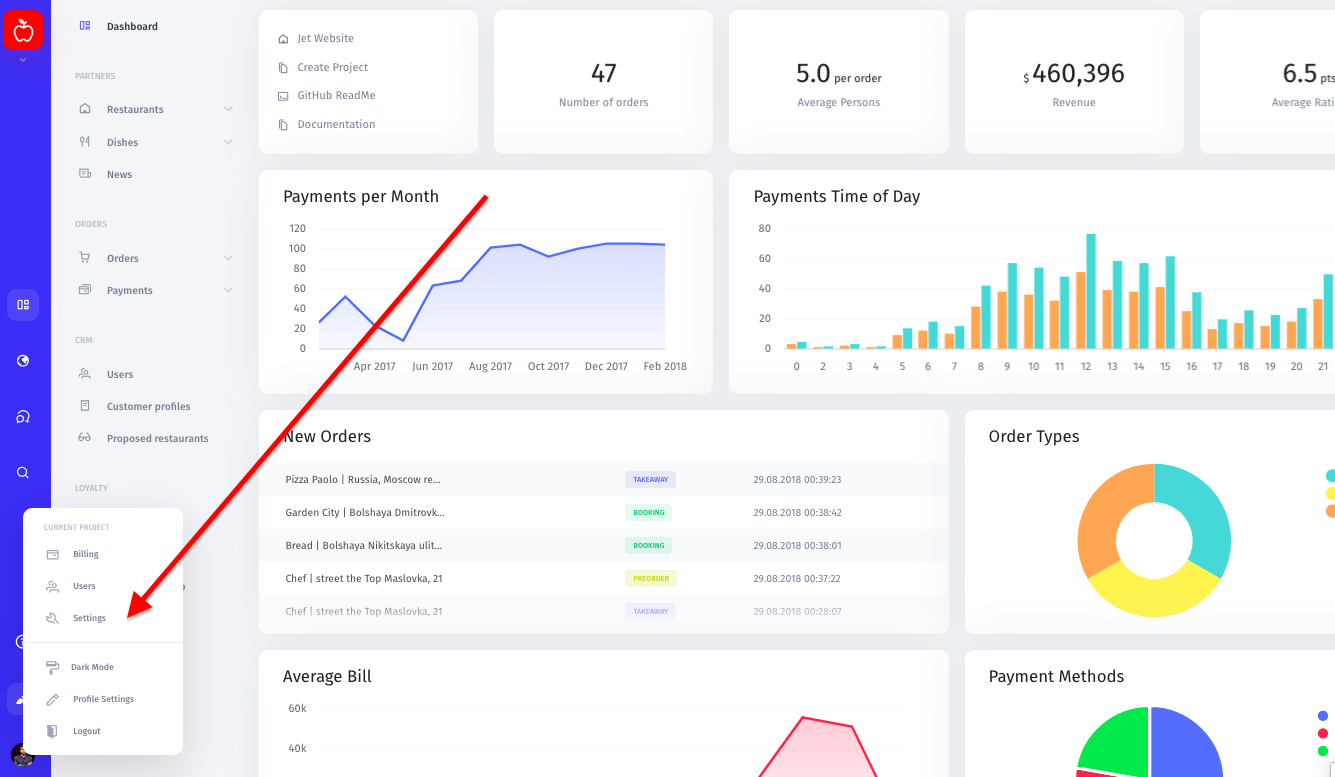 Dashboard
PARTNERS
Restaurants
Dishes
News
ORDERS
Orders
Payments
CRM
Users
Customer profiles
Proposed restaurants
LOYALTY
CURRENT PROJECT
Billing
Users
Settings
Dark Mode
Profile Settings
Logout
Jet Website
Create Project
GitHub ReadMe
Documentation
47
Number of orders
5.0 per order
Average Persons
$ 460,396
Revenue
6.5 pts
Payments per Month
120
100
80
60
40
20
0
Apr 2017 Jun 2017 Aug 2017 Oct 2017 Dec 2017 Feb 2018
Payments Time of Day
80
60
40
20
0
0 2 3 4 5 6 7 8 9 10 11 12 13 14 15 16 17 18 19 20 21
New Orders
Pizza Paolo | Russia, Moscow re... TAKEAWAY 29.08.2018 00:39:23
Garden City | Bolshaya Dmitrovk... BOOKING 29.08.2018 00:38:42
Bread | Bolshaya Nikitskaya ulit... BOOKING 29.08.2018 00:38:01
Chef | street the Top Maslovka, 21 PREORDER 29.08.2018 00:37:22
Chef | street the Top Maslovka, 21 TAKEAWAY 29.08.2018 00:28:07
Order Types
Average Bill
60k
40k
Payment Methods